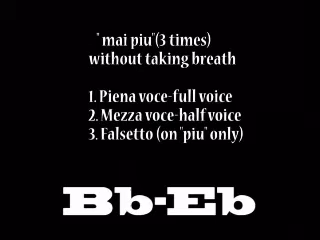 " mai piu"(3 times)
without taking breath
1. Piena voce-full voice
2. Mezza voce-half voice
3. Falsetto (on "piu" only)
Bb-Eb